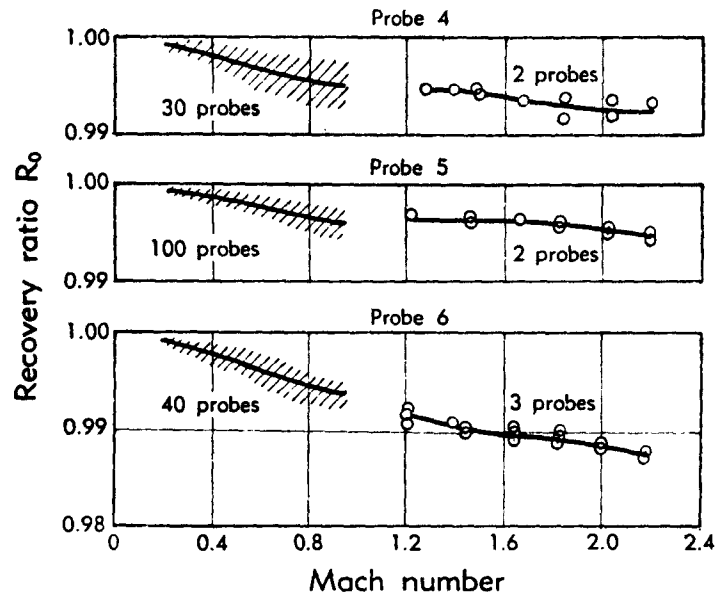 Probe 4
1.00
2 probes
30 probes
0.99
Probe 5
1.00
100 probes
2 probes
0.99
Probe 6
1.00
40 probes
3 probes
0.99
0.98
0 0.4 0.8 1.2 1.6 2.0 2.4
Mach number
Recovery ratio R₀